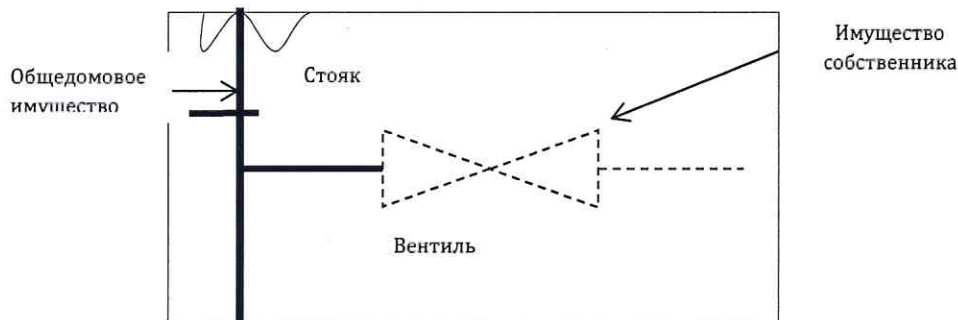 Имущество
собственника
Стояк
Общедомовое
имущество
Вентиль